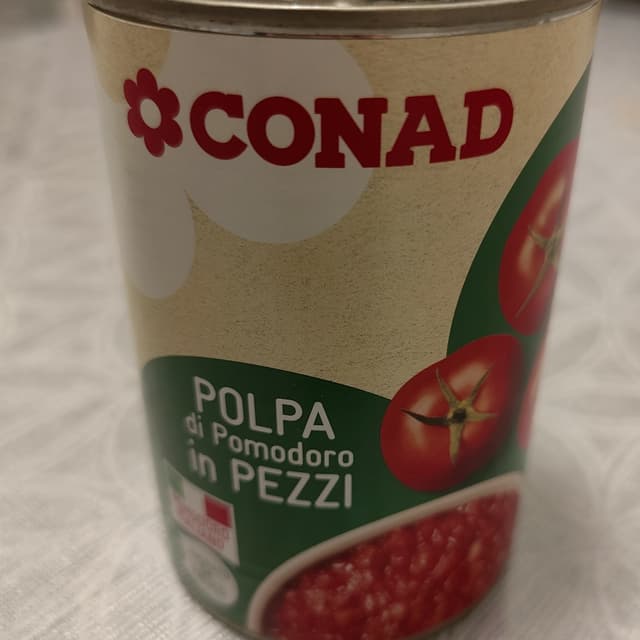 CONAD
POLPA
di Pomodoro
in PEZZI